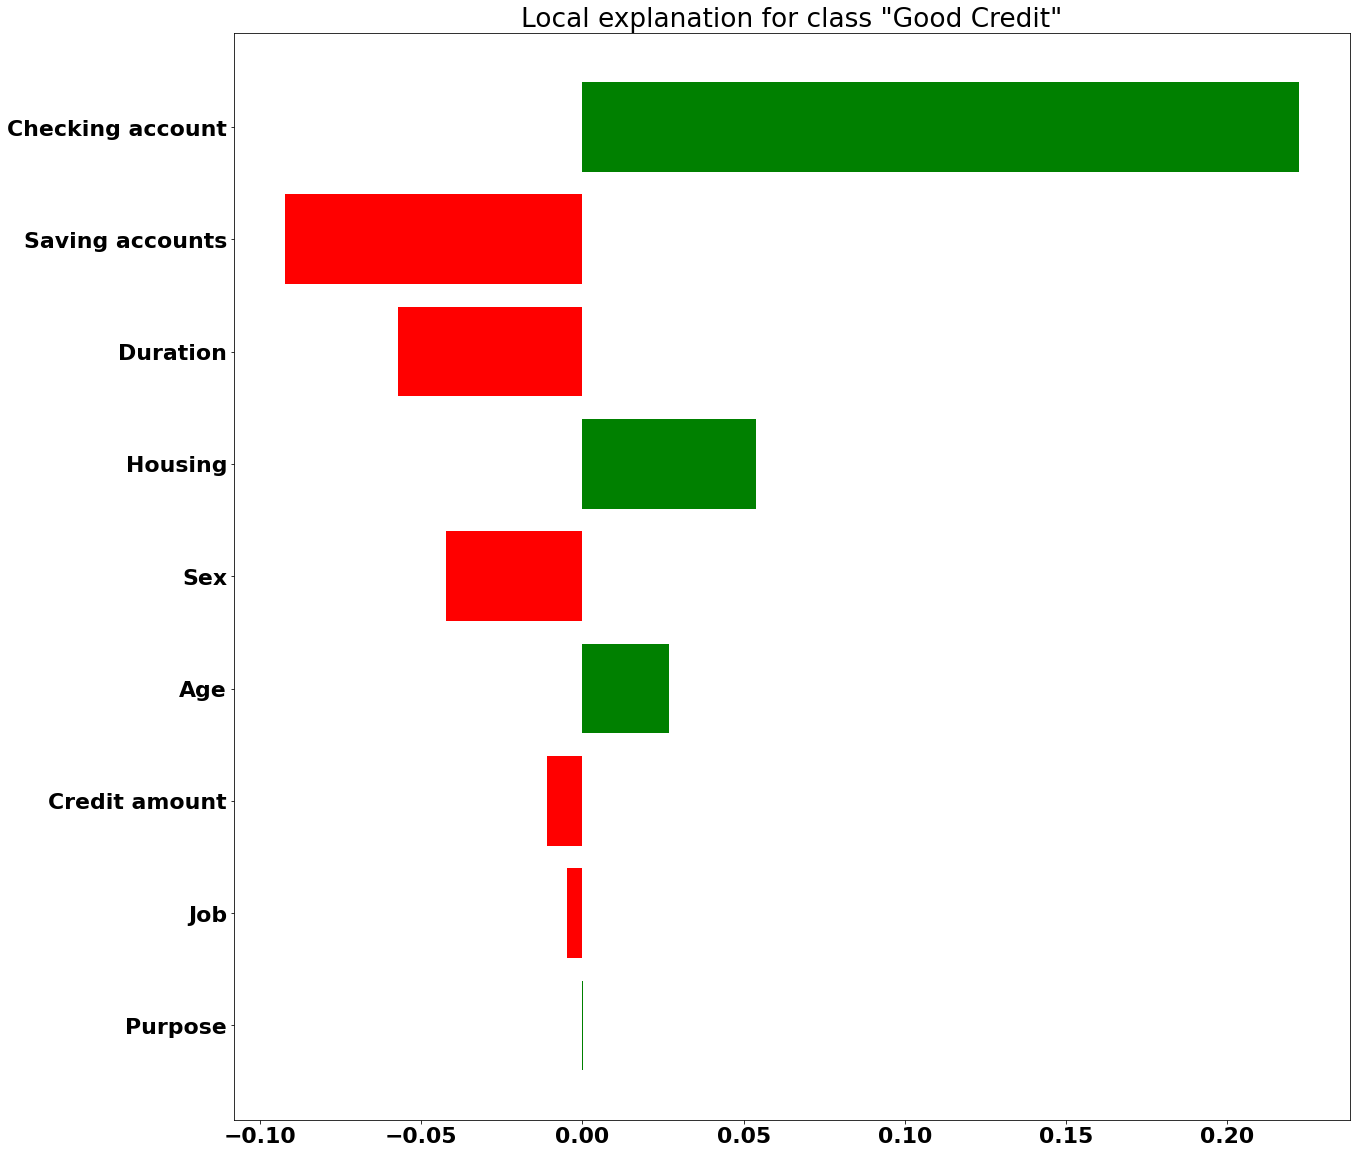 Local explanation for class "Good Credit"
Checking account
Saving accounts
Duration
Housing
Sex
Age
Credit amount
Job
Purpose
−0.10 −0.05 0.00 0.05 0.10 0.15 0.20